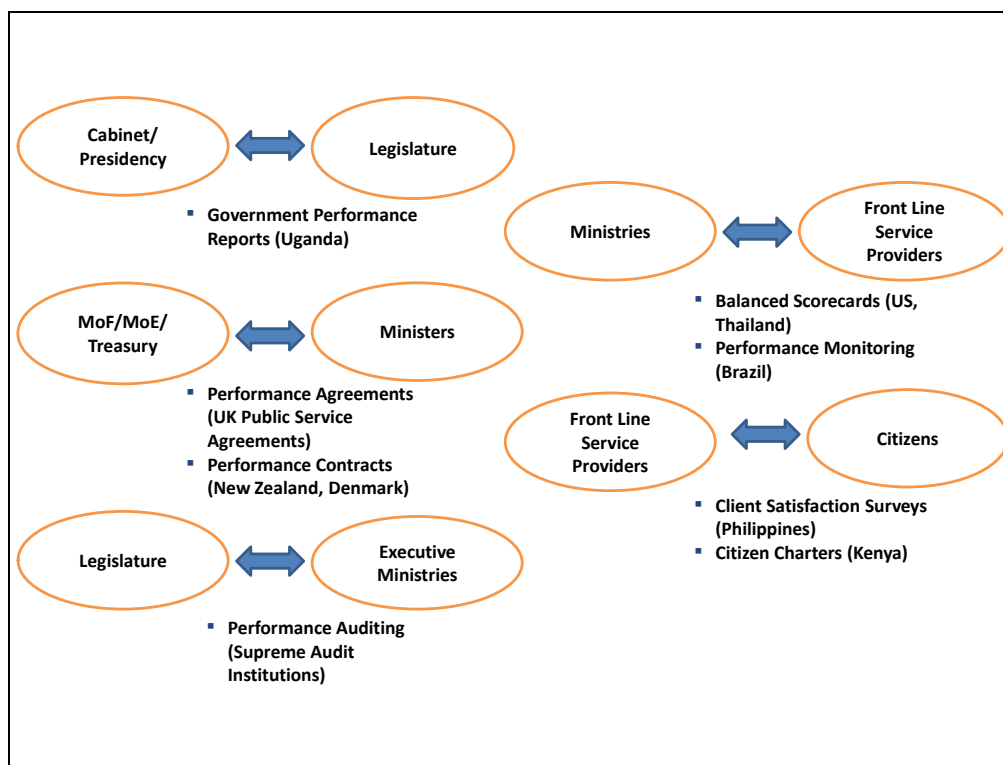 Cabinet/
Presidency
Legislature
▪ Government Performance
Reports (Uganda)
MoF/MoE/
Treasury
Ministers
▪ Performance Agreements
(UK Public Service
Agreements)
▪ Performance Contracts
(New Zealand, Denmark)
Legislature
Executive
Ministries
▪ Performance Auditing
(Supreme Audit
Institutions)
Ministries
Front Line
Service
Providers
▪ Balanced Scorecards (US,
Thailand)
▪ Performance Monitoring
(Brazil)
Front Line
Service
Providers
Citizens
▪ Client Satisfaction Surveys
(Philippines)
▪ Citizen Charters (Kenya)